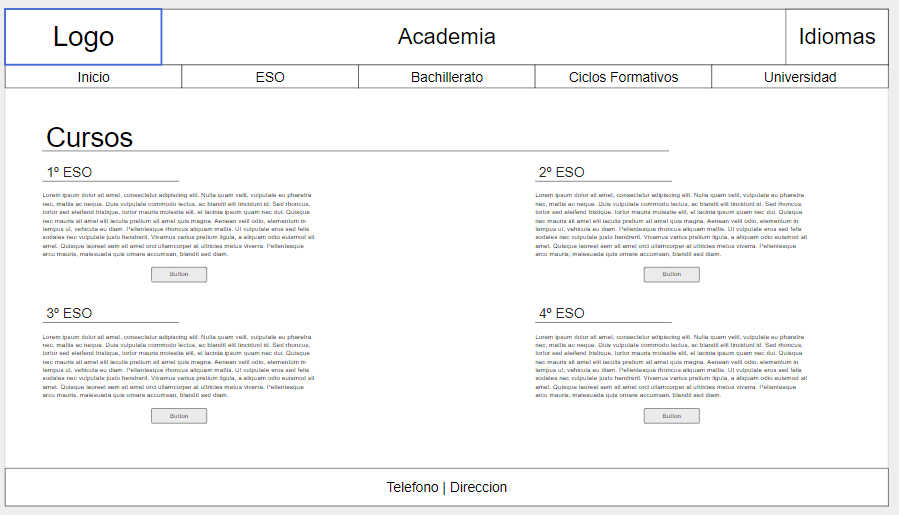 Logo
Academia
Idiomas
Inicio
ESO
Bachillerato
Ciclos Formativos
Universidad
Cursos
1º ESO
Lorem ipsum dolor sit amet, consectetur adipiscing elit. Nulla quam velit, vulputate eu pharetra
nec, mattis ac neque. Duis vulputate commodo lectus, ac blandit elit tincidunt id. Sed rhoncus,
tortor sed eleifend tristique, tortor mauris molestie elit, et lacinia ipsum quam nec dui. Quisque
nec mauris sit amet elit iaculis pretium sit amet quis magna. Aenean velit odio, elementum in
tempus ut, vehicula eu diam. Pellentesque rhoncus aliquam mattis. Ut vulputate eros sed felis
sodales nec vulputate justo hendrerit. Vivamus varius pretium ligula, a aliquam odio euismod sit
amet. Quisque laoreet sem sit amet orci ullamcorper at ultricies metus viverra. Pellentesque
arcu mauris, malesuada quis ornare accumsan, blandit sed diam.
Button
2º ESO
Lorem ipsum dolor sit amet, consectetur adipiscing elit. Nulla quam velit, vulputate eu pharetra
nec, mattis ac neque. Duis vulputate commodo lectus, ac blandit elit tincidunt id. Sed rhoncus,
tortor sed eleifend tristique, tortor mauris molestie elit, et lacinia ipsum quam nec dui. Quisque
nec mauris sit amet elit iaculis pretium sit amet quis magna. Aenean velit odio, elementum in
tempus ut, vehicula eu diam. Pellentesque rhoncus aliquam mattis. Ut vulputate eros sed felis
sodales nec vulputate justo hendrerit. Vivamus varius pretium ligula, a aliquam odio euismod sit
amet. Quisque laoreet sem sit amet orci ullamcorper at ultricies metus viverra. Pellentesque
arcu mauris, malesuada quis ornare accumsan, blandit sed diam.
Button
3º ESO
Lorem ipsum dolor sit amet, consectetur adipiscing elit. Nulla quam velit, vulputate eu pharetra
nec, mattis ac neque. Duis vulputate commodo lectus, ac blandit elit tincidunt id. Sed rhoncus,
tortor sed eleifend tristique, tortor mauris molestie elit, et lacinia ipsum quam nec dui. Quisque
nec mauris sit amet elit iaculis pretium sit amet quis magna. Aenean velit odio, elementum in
tempus ut, vehicula eu diam. Pellentesque rhoncus aliquam mattis. Ut vulputate eros sed felis
sodales nec vulputate justo hendrerit. Vivamus varius pretium ligula, a aliquam odio euismod sit
amet. Quisque laoreet sem sit amet orci ullamcorper at ultricies metus viverra. Pellentesque
arcu mauris, malesuada quis ornare accumsan, blandit sed diam.
Button
4º ESO
Lorem ipsum dolor sit amet, consectetur adipiscing elit. Nulla quam velit, vulputate eu pharetra
nec, mattis ac neque. Duis vulputate commodo lectus, ac blandit elit tincidunt id. Sed rhoncus,
tortor sed eleifend tristique, tortor mauris molestie elit, et lacinia ipsum quam nec dui. Quisque
nec mauris sit amet elit iaculis pretium sit amet quis magna. Aenean velit odio, elementum in
tempus ut, vehicula eu diam. Pellentesque rhoncus aliquam mattis. Ut vulputate eros sed felis
sodales nec vulputate justo hendrerit. Vivamus varius pretium ligula, a aliquam odio euismod sit
amet. Quisque laoreet sem sit amet orci ullamcorper at ultricies metus viverra. Pellentesque
arcu mauris, malesuada quis ornare accumsan, blandit sed diam.
Button
Telefono | Direccion